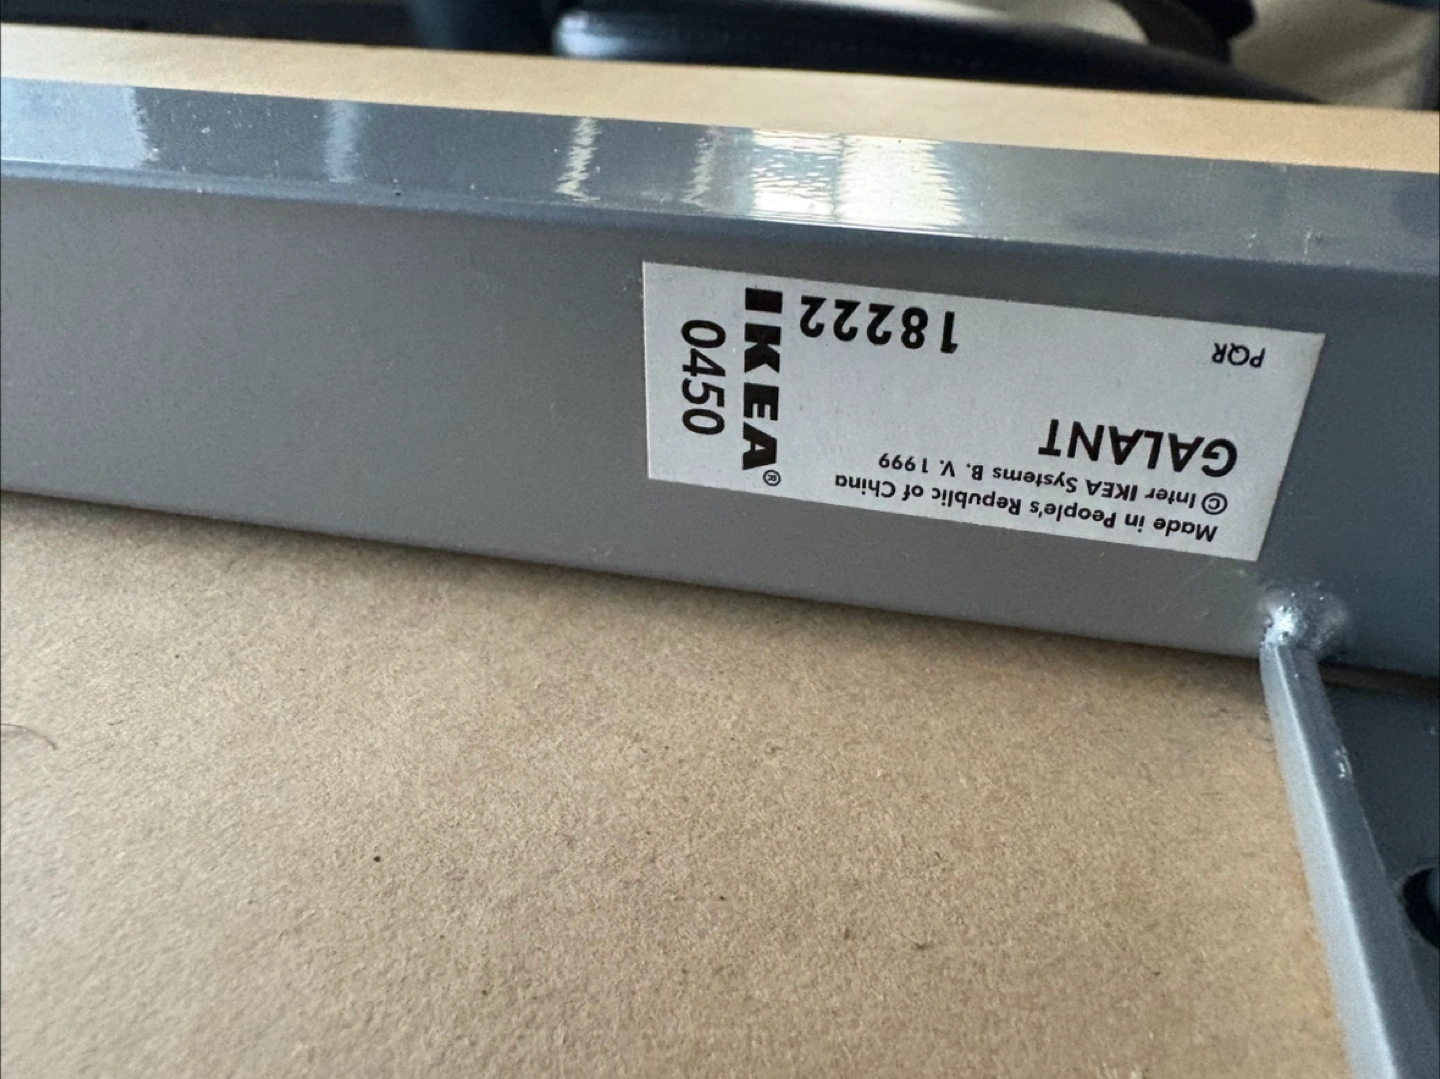 Made in People's Republic of China
© Inter IKEA Systems B. V. 1999
GALANT
PQR
18222
IKEA®
0450